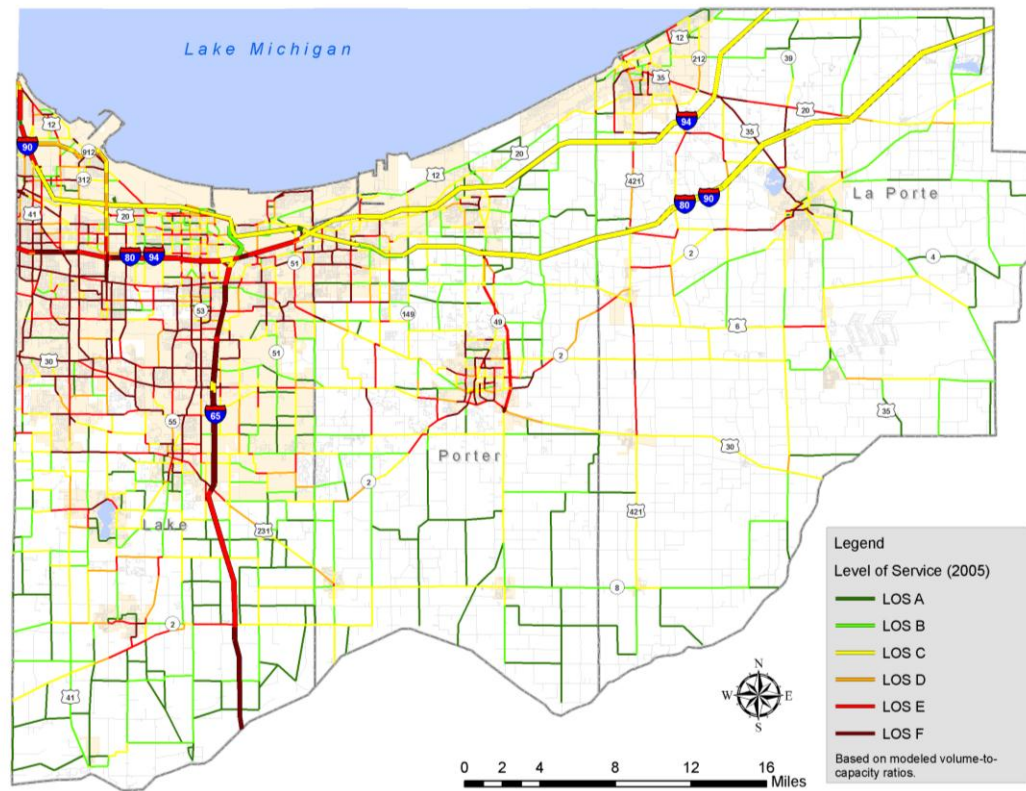 Lake Michigan
12
212
39
35
20
94
35
90
12
912
312
20
421
12
20
80
90
La Porte
41
2
4
80
94
51
53
149
49
6
51
30
2
65
55
35
30
Porter
2
Lake
231
421
8
2
41
N
W
E
S
0 2 4 8 12 16
Miles
Legend
Level of Service (2005)
LOS A
LOS B
LOS C
LOS D
LOS E
LOS F
Based on modeled volume-to-
capacity ratios.